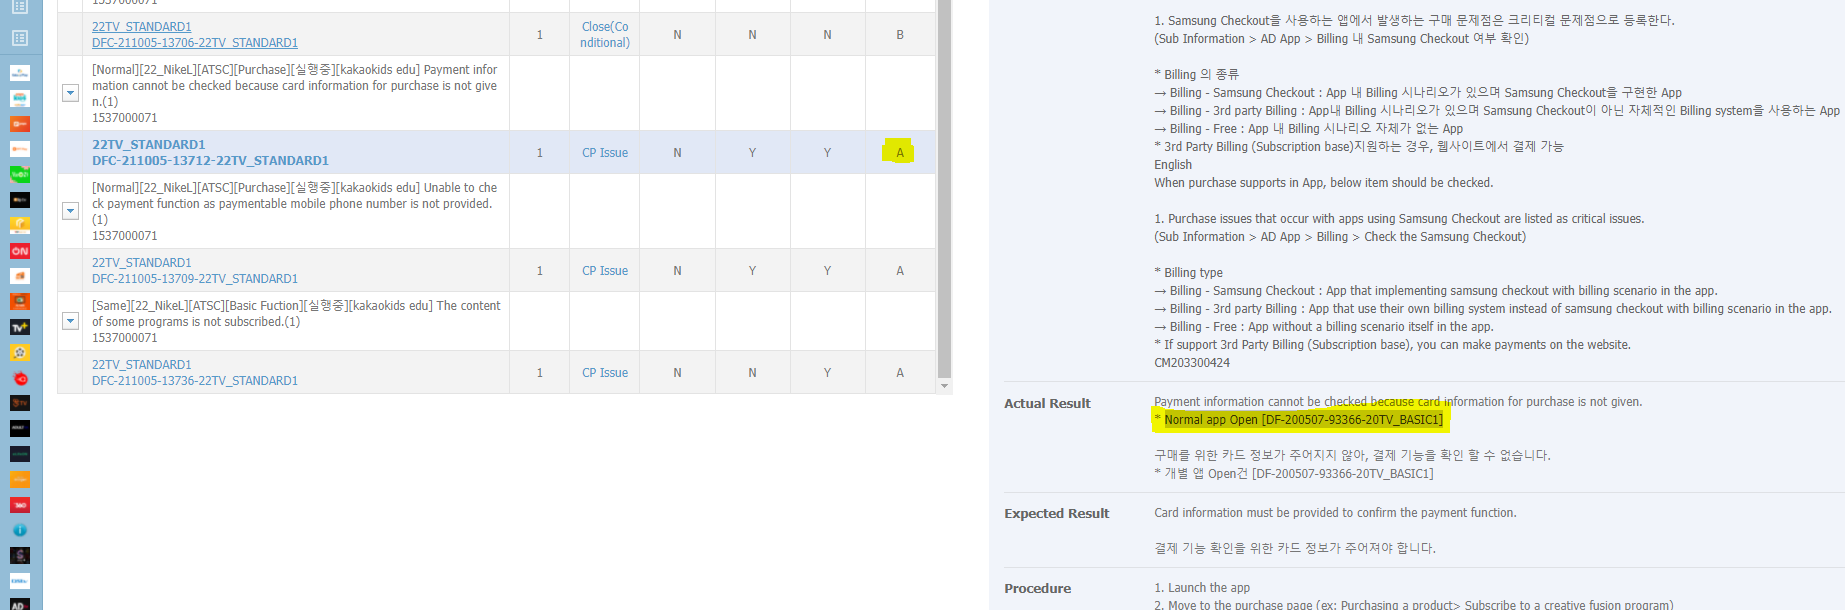 1537000071
22TV_STANDARD1
DFC-211005-13706-22TV_STANDARD1
1
Close(Co
nditional)
N
N
N
B
[Normal][22_NikeL][ATSC][Purchase][실행중][kakaokids edu] Payment infor
mation cannot be checked because card information for purchase is not give
n.(1)
1537000071
22TV_STANDARD1
DFC-211005-13712-22TV_STANDARD1
1
CP Issue
N
Y
Y
A
[Normal][22_NikeL][ATSC][Purchase][실행중][kakaokids edu] Unable to che
ck payment function as paymentable mobile phone number is not provided.
(1)
1537000071
22TV_STANDARD1
DFC-211005-13709-22TV_STANDARD1
1
CP Issue
N
Y
Y
A
[Same][22_NikeL][ATSC][Basic Fuction][실행중][kakaokids edu] The content
of some programs is not subscribed.(1)
1537000071
22TV_STANDARD1
DFC-211005-13736-22TV_STANDARD1
1
CP Issue
N
N
Y
A
1. Samsung Checkout을 사용하는 앱에서 발생하는 구매 문제점은 크리티컬 문제점으로 등록한다.
(Sub Information > AD App > Billing 내 Samsung Checkout 여부 확인)
* Billing 의 종류
→ Billing - Samsung Checkout : App 내 Billing 시나리오가 있으며 Samsung Checkout을 구현한 App
→ Billing - 3rd party Billing : App내 Billing 시나리오가 있으며 Samsung Checkout이 아닌 자체적인 Billing system을 사용하는 App
→ Billing - Free : App 내 Billing 시나리오 자체가 없는 App
* 3rd Party Billing (Subscription base)지원하는 경우, 웹사이트에서 결제 가능
English
When purchase supports in App, below item should be checked.
1. Purchase issues that occur with apps using Samsung Checkout are listed as critical issues.
(Sub Information > AD App > Billing > Check the Samsung Checkout)
* Billing type
→ Billing - Samsung Checkout : App that implementing samsung checkout with billing scenario in the app.
→ Billing - 3rd party Billing : App that use their own billing system instead of samsung checkout with billing scenario in the app.
→ Billing - Free : App without a billing scenario itself in the app.
* If support 3rd Party Billing (Subscription base), you can make payments on the website.
CM203300424
Actual Result
Payment information cannot be checked because card information for purchase is not given.
* Normal app Open [DF-200507-93366-20TV_BASIC1]
구매를 위한 카드 정보가 주어지지 않아, 결제 기능을 확인 할 수 없습니다.
* 개별 앱 Open건 [DF-200507-93366-20TV_BASIC1]
Expected Result
Card information must be provided to confirm the payment function.
결제 기능 확인을 위한 카드 정보가 주어져야 합니다.
Procedure
1. Launch the app
2. Move to the purchase page (ex: Purchasing a product> Subscribe to a creative fusion program)
ON
TV+
360
AD